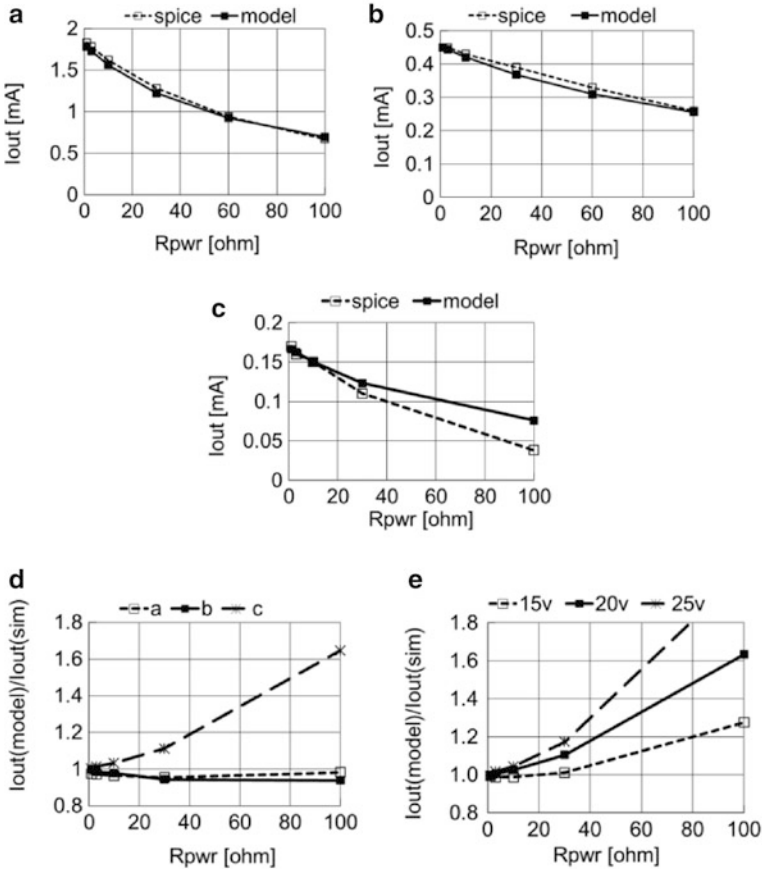 a
spice model
2
1.5
1
0.5
0
Iout [mA]
0 20 40 60 80 100
Rpwr [ohm]
b
spice model
0.5
0.4
0.3
0.2
0.1
0
Iout [mA]
0 20 40 60 80 100
Rpwr [ohm]
c
spice model
0.2
0.15
0.1
0.05
0
Iout [mA]
0 20 40 60 80 100
Rpwr [ohm]
d
a b c
1.8
1.6
1.4
1.2
1.0
0.8
Iout(model)/Iout(sim)
0 20 40 60 80 100
Rpwr [ohm]
e
15v 20v 25v
1.8
1.6
1.4
1.2
1.0
0.8
Iout(model)/Iout(sim)
0 20 40 60 80 100
Rpwr [ohm]